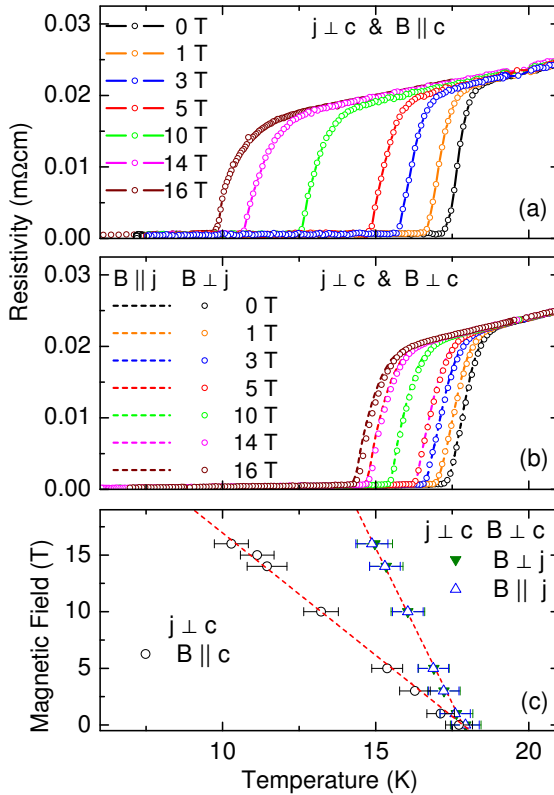 0.03
0 T
j ⊥ c & B || c
1 T
3 T
0.02
5 T
10 T
0.01
14 T
16 T
(a)
0.00
0.03
B || j B ⊥ j j ⊥ c & B ⊥ c
0 T
1 T
0.02
3 T
5 T
0.01
10 T
14 T
16 T
(b)
0.00
Resistivity (mΩcm)
j ⊥ c B ⊥ c
15
B ⊥ j
B || j
10
j ⊥ c
B || c
5
(c)
0
Magnetic Field (T)
10 15 20
Temperature (K)